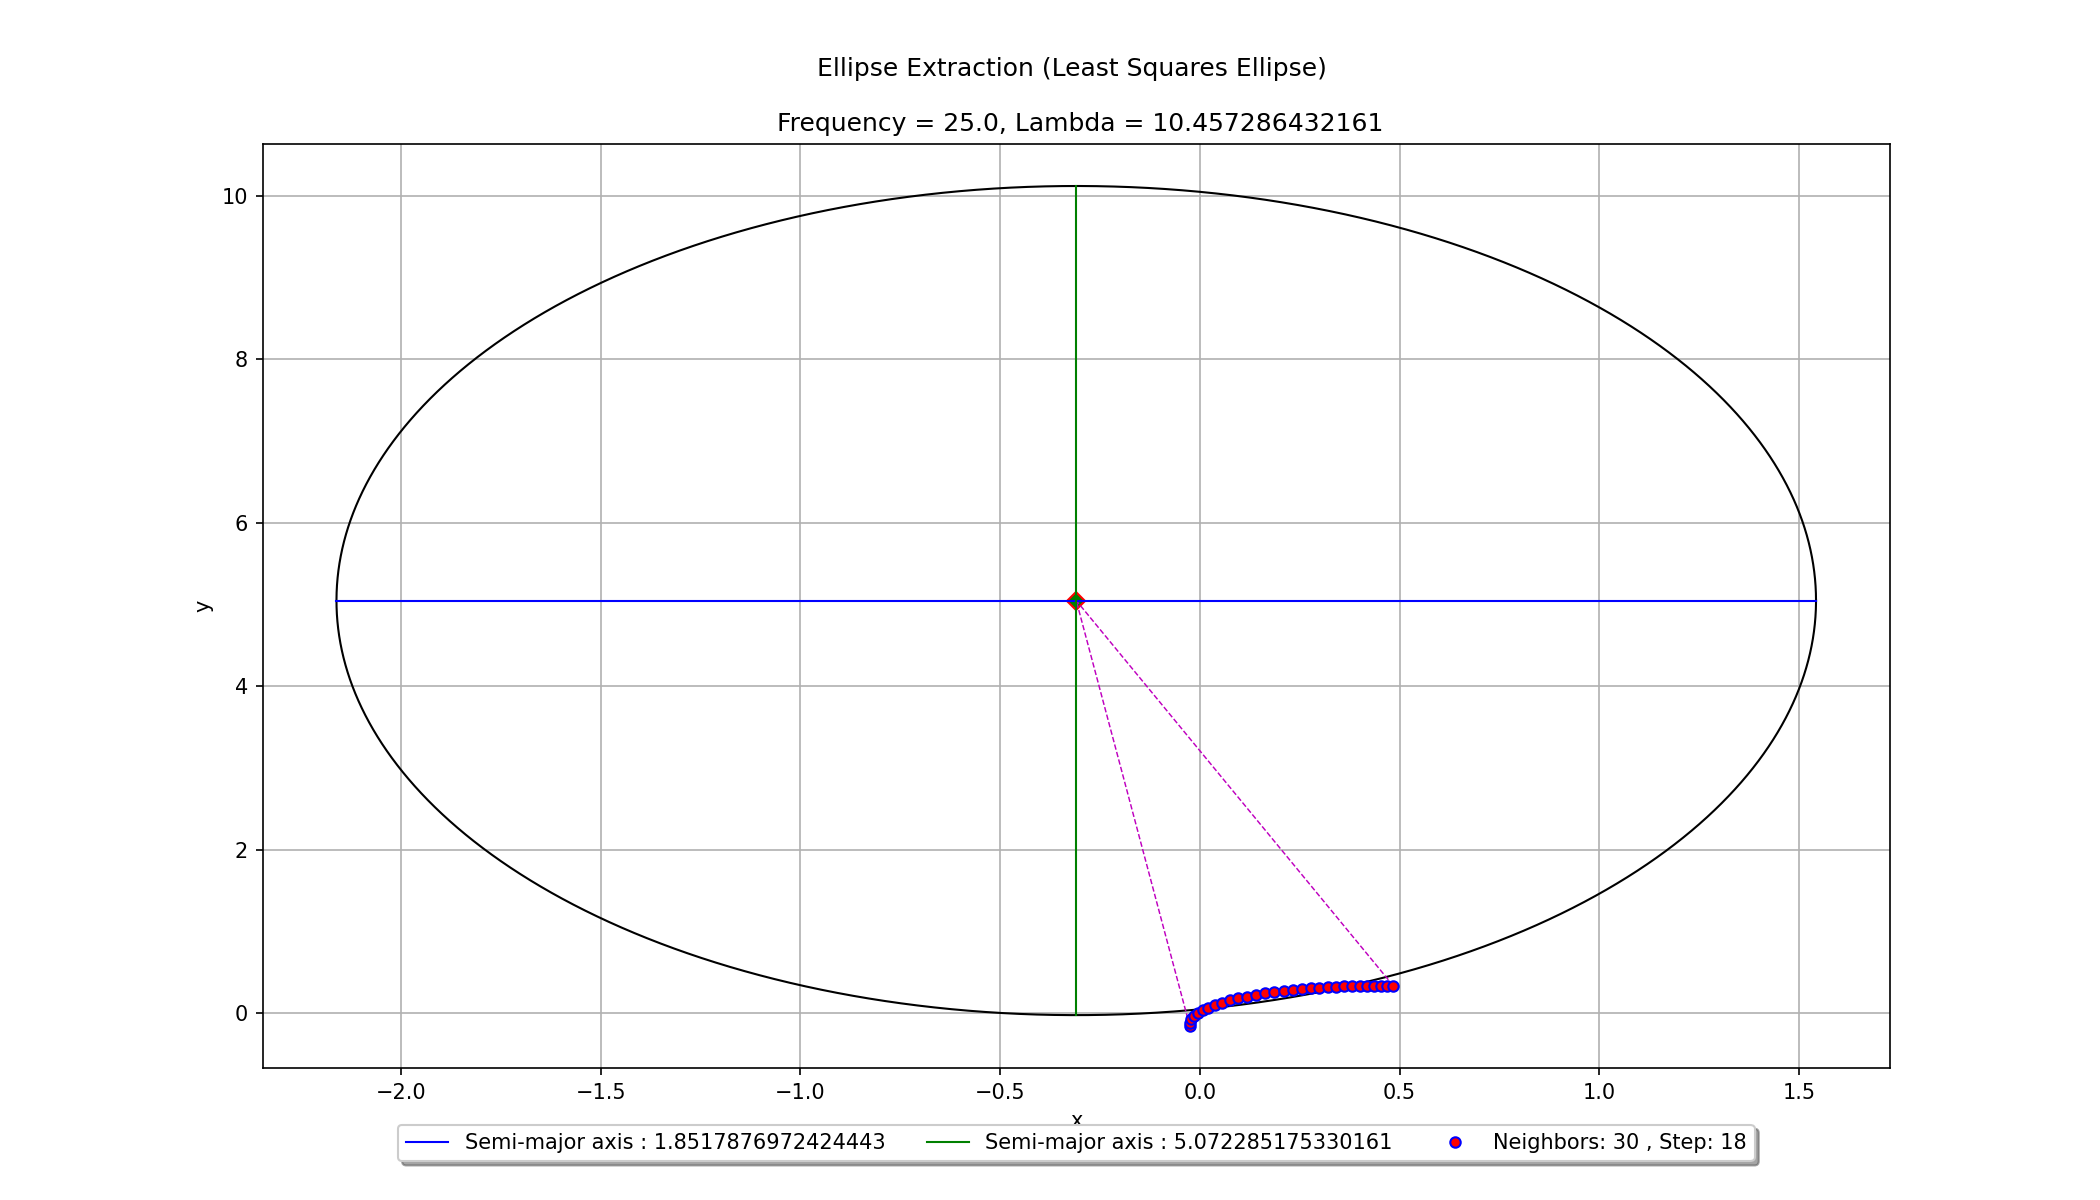 Ellipse Extraction (Least Squares Ellipse)
Frequency = 25.0, Lambda = 10.457286432161
10
8
6
4
2
0
y
−2.0 −1.5 −1.0 −0.5 0.0 0.5 1.0 1.5
x
Semi-major axis : 1.8517876972424443 Semi-major axis : 5.072285175330161 Neighbors: 30 , Step: 18